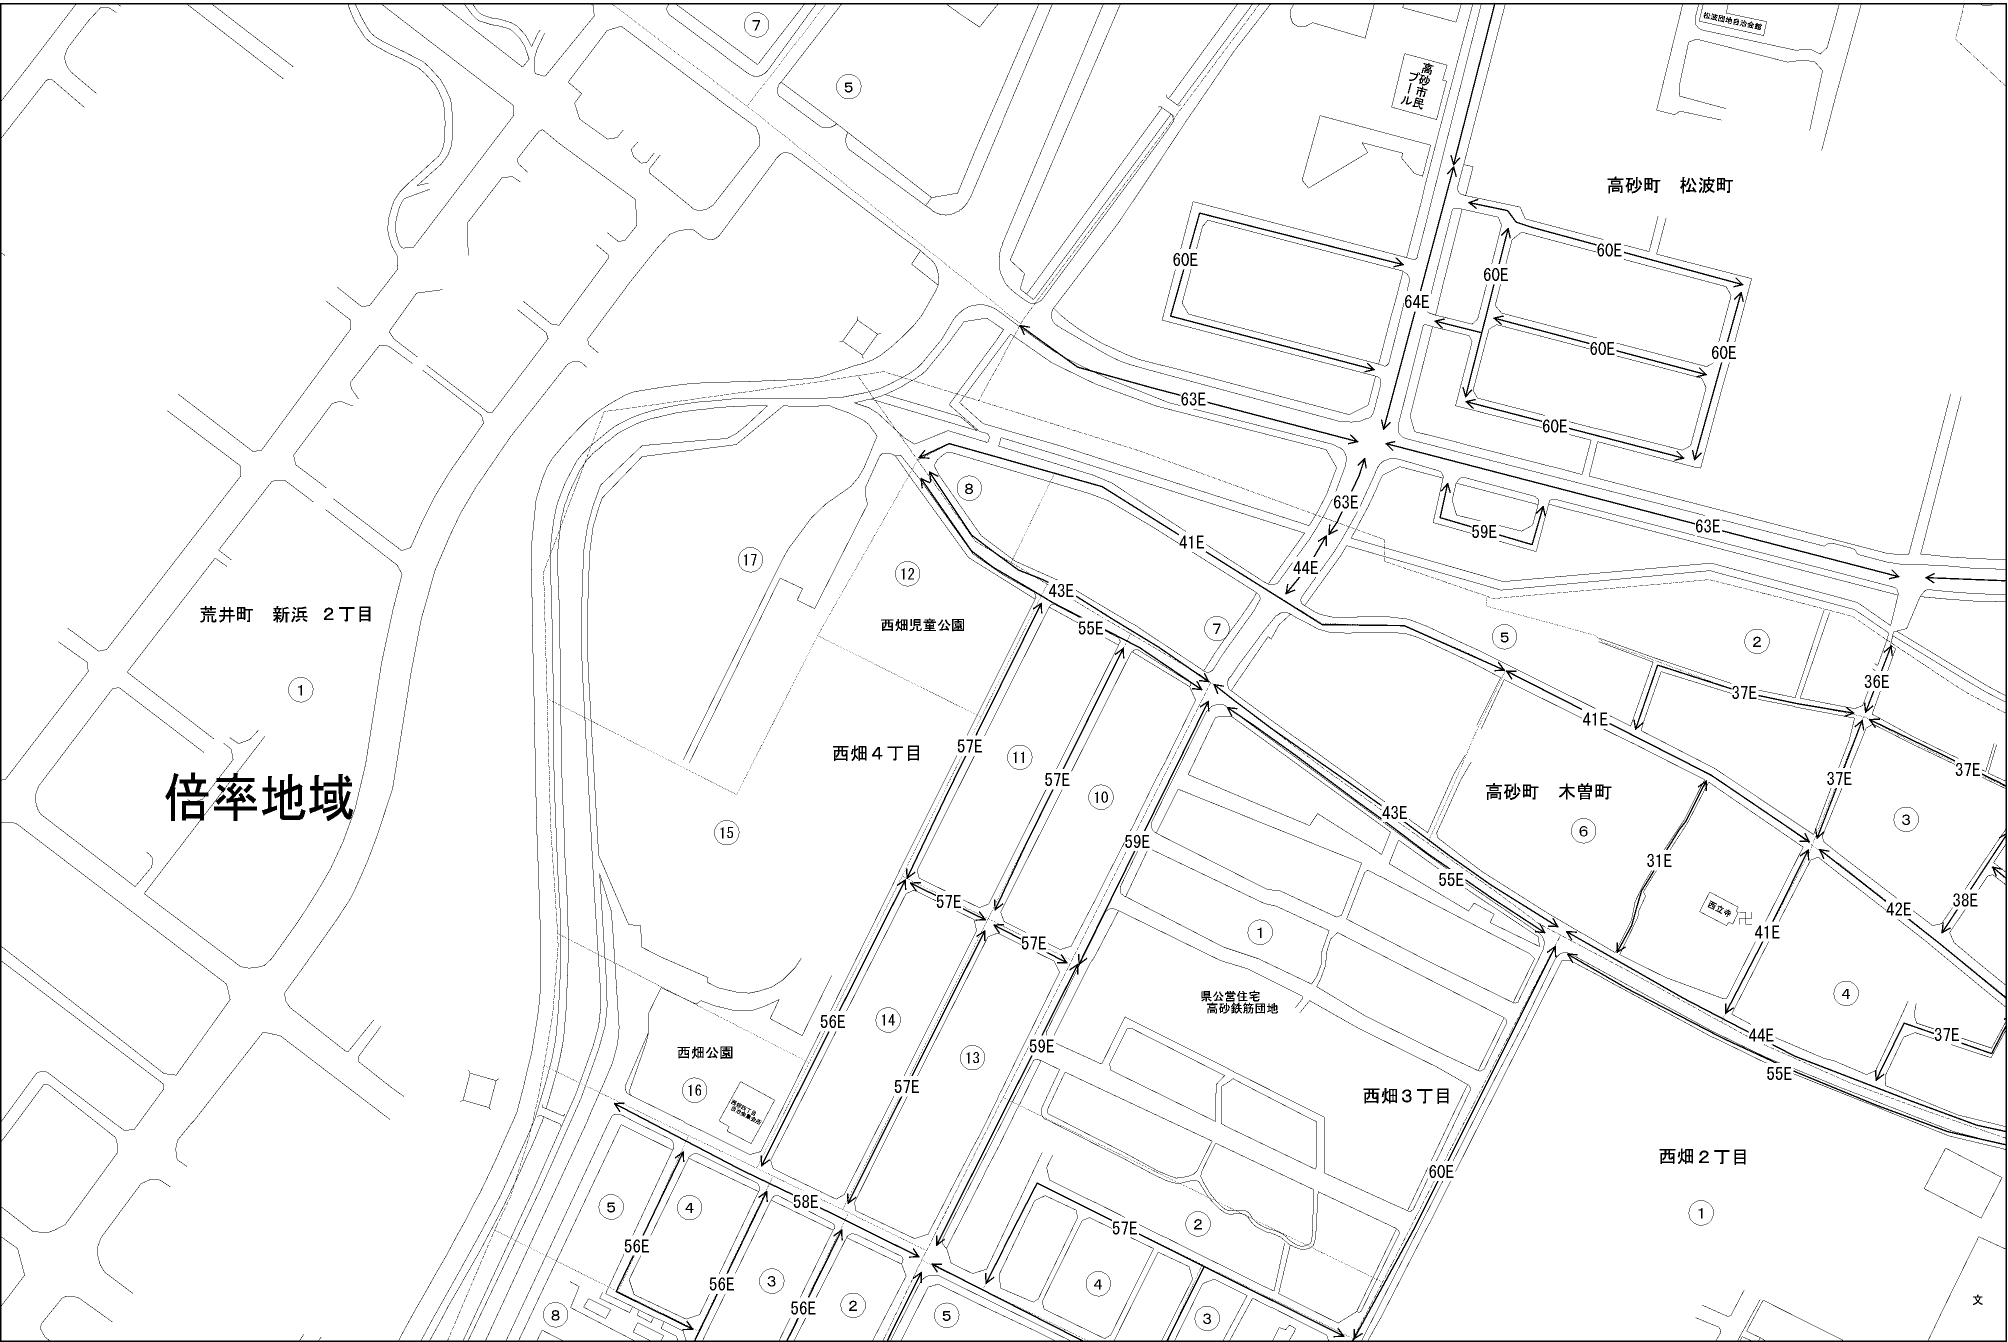 松波団地自治会館
⑦
⑤
高砂市民
プール
高砂町　松波町
60E
60E
60E
60E
64E
60E
60E
63E
60E
⑧
63E
59E
63E
41E
44E
⑰
⑫
43E
荒井町　新浜　２丁目
西畑児童公園
55E
⑦
⑤
②
①
36E
37E
41E
57E
西畑４丁目
⑪
57E
37E
37E
⑩
高砂町　木曽町
倍率地域
43E
⑥
③
⑮
59E
31E
55E
57E
38E
西立寺
卍
42E
57E
①
41E
県公営住宅
高砂鉄筋団地
④
⑭
56E
44E
37E
西畑公園
⑬
59E
55E
⑯
57E
西畑３丁目
西畑２丁目
60E
⑤
④
58E
57E
②
①
56E
56E
③
④
56E
②
⑧
⑤
③
文